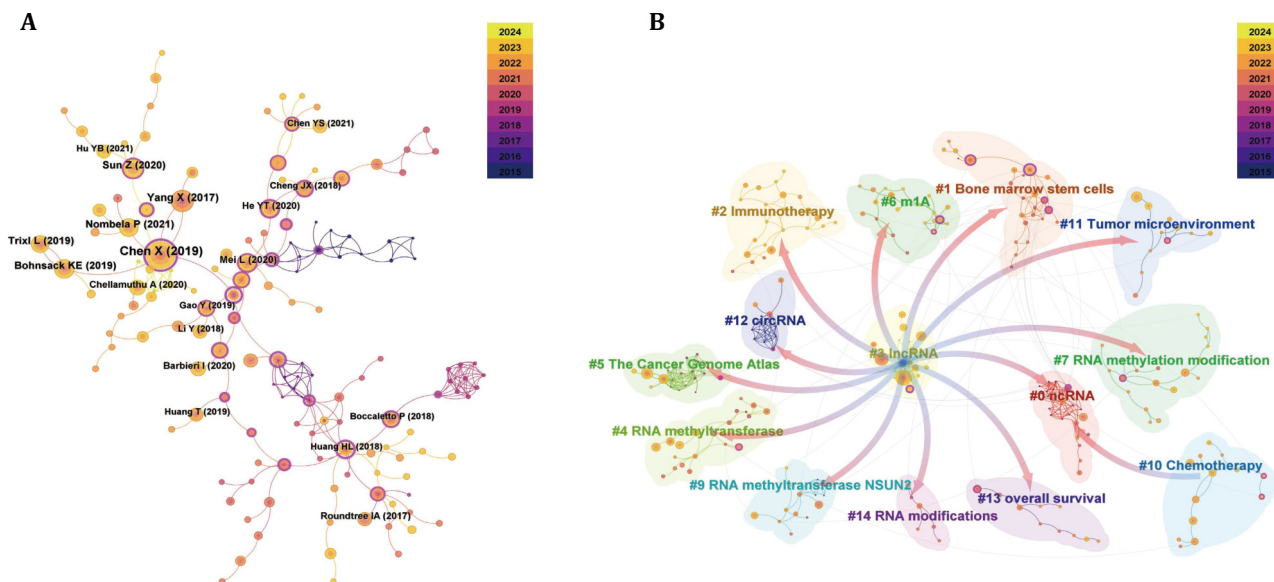 A
2024
2023
2022
2021
2020
2019
2018
2017
2016
2015
Chen YS (2021)
Hu YB (2021)
Sun Z (2020)
Cheng JX (2018)
Yang X (2017)
He YT (2020)
Nombela P (2021)
Trixl L (2019)
Chen X (2019)
Mei L (2020)
Bohnsack KE (2019)
Chellamuthu A (2020)
Gao Y (2019)
Li Y (2018)
Barbieri I (2020)
Huang T (2019)
Boccaletto P (2018)
Huang HL (2018)
Roundtree IA (2017)
B
2024
2023
2022
2021
2020
2019
2018
2017
2016
2015
#1 Bone marrow stem cells
#6 m1A
#2 Immunotherapy
#11 Tumor microenvironment
#12 circRNA
#3 lncRNA
#5 The Cancer Genome Atlas
#7 RNA methylation modification
#0 ncRNA
#4 RNA methyltransferase
#10 Chemotherapy
#9 RNA methyltransferase NSUN2
#13 overall survival
#14 RNA modifications